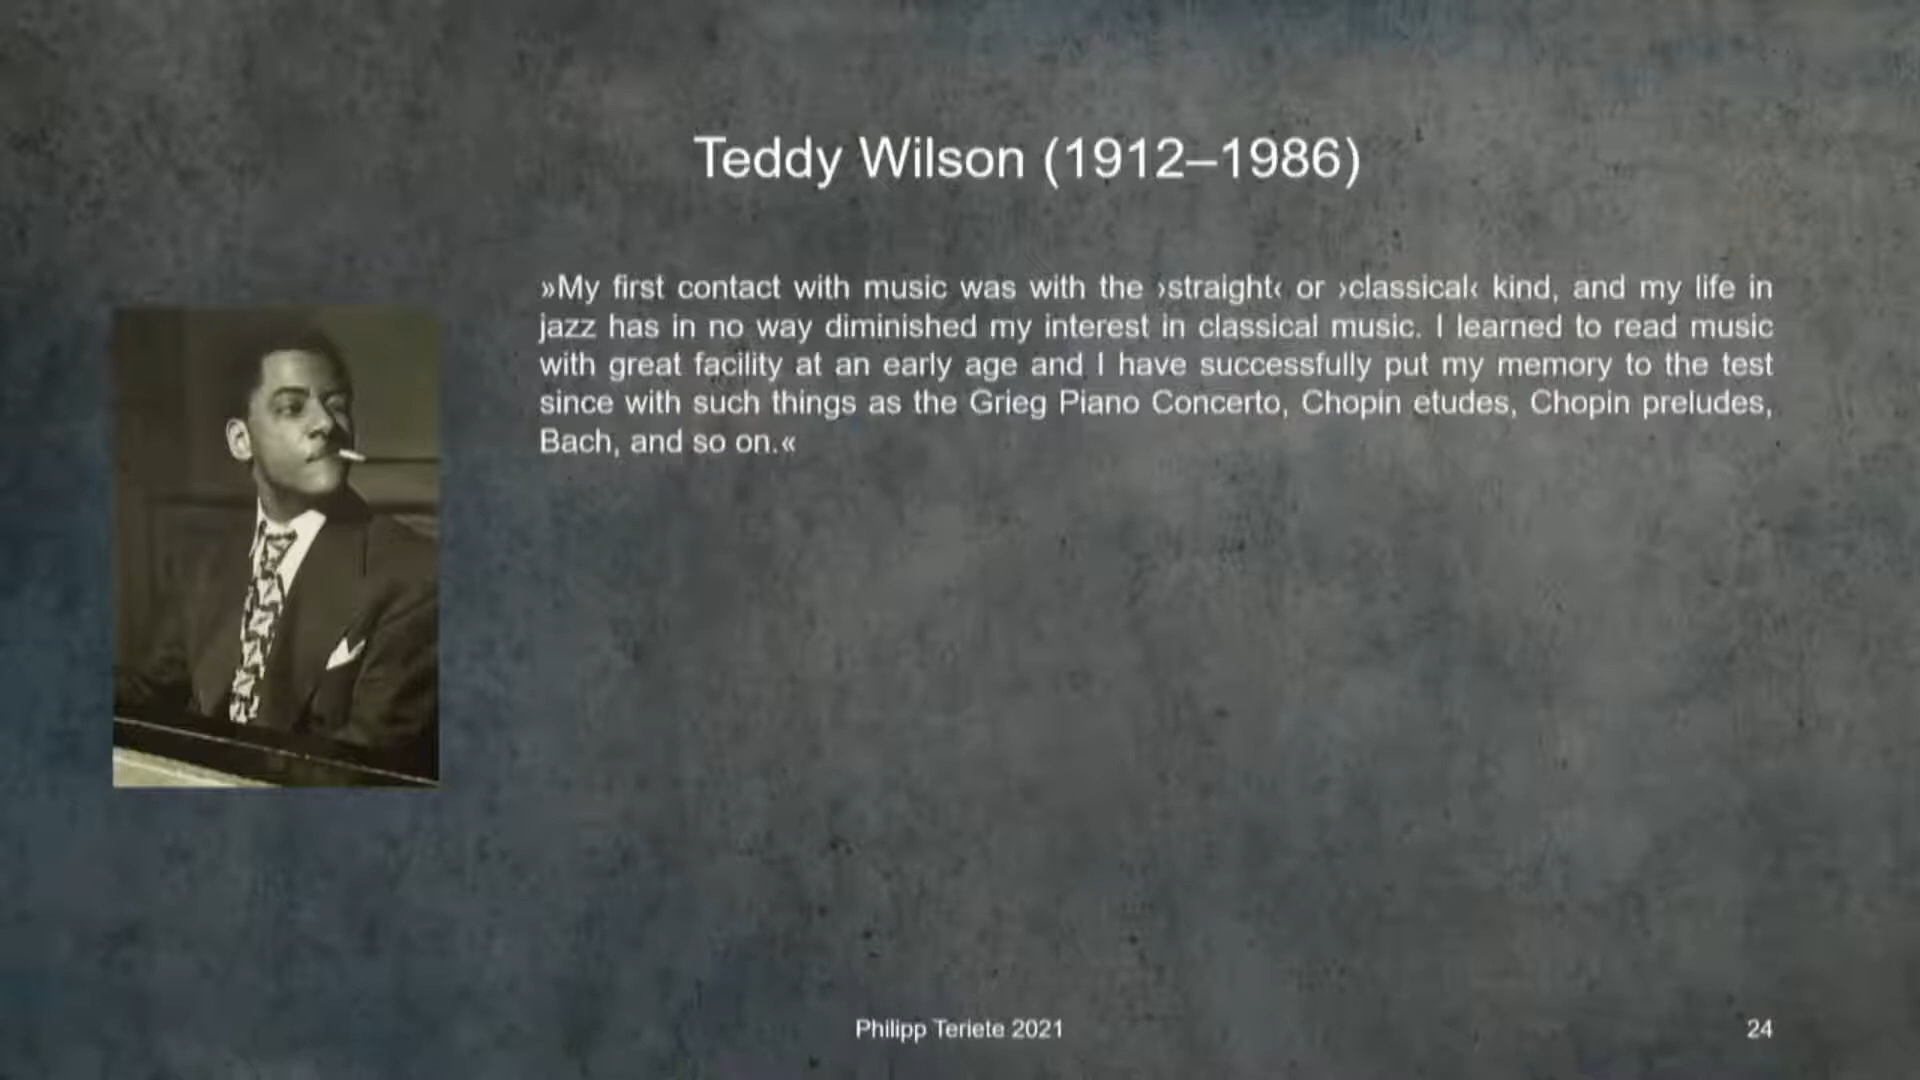 Teddy Wilson (1912–1986)
»My first contact with music was with the ›straight‹ or ›classical‹ kind, and my life in
jazz has in no way diminished my interest in classical music. I learned to read music
with great facility at an early age and I have successfully put my memory to the test
since with such things as the Grieg Piano Concerto, Chopin etudes, Chopin preludes,
Bach, and so on.«
Philipp Teriete 2021
24